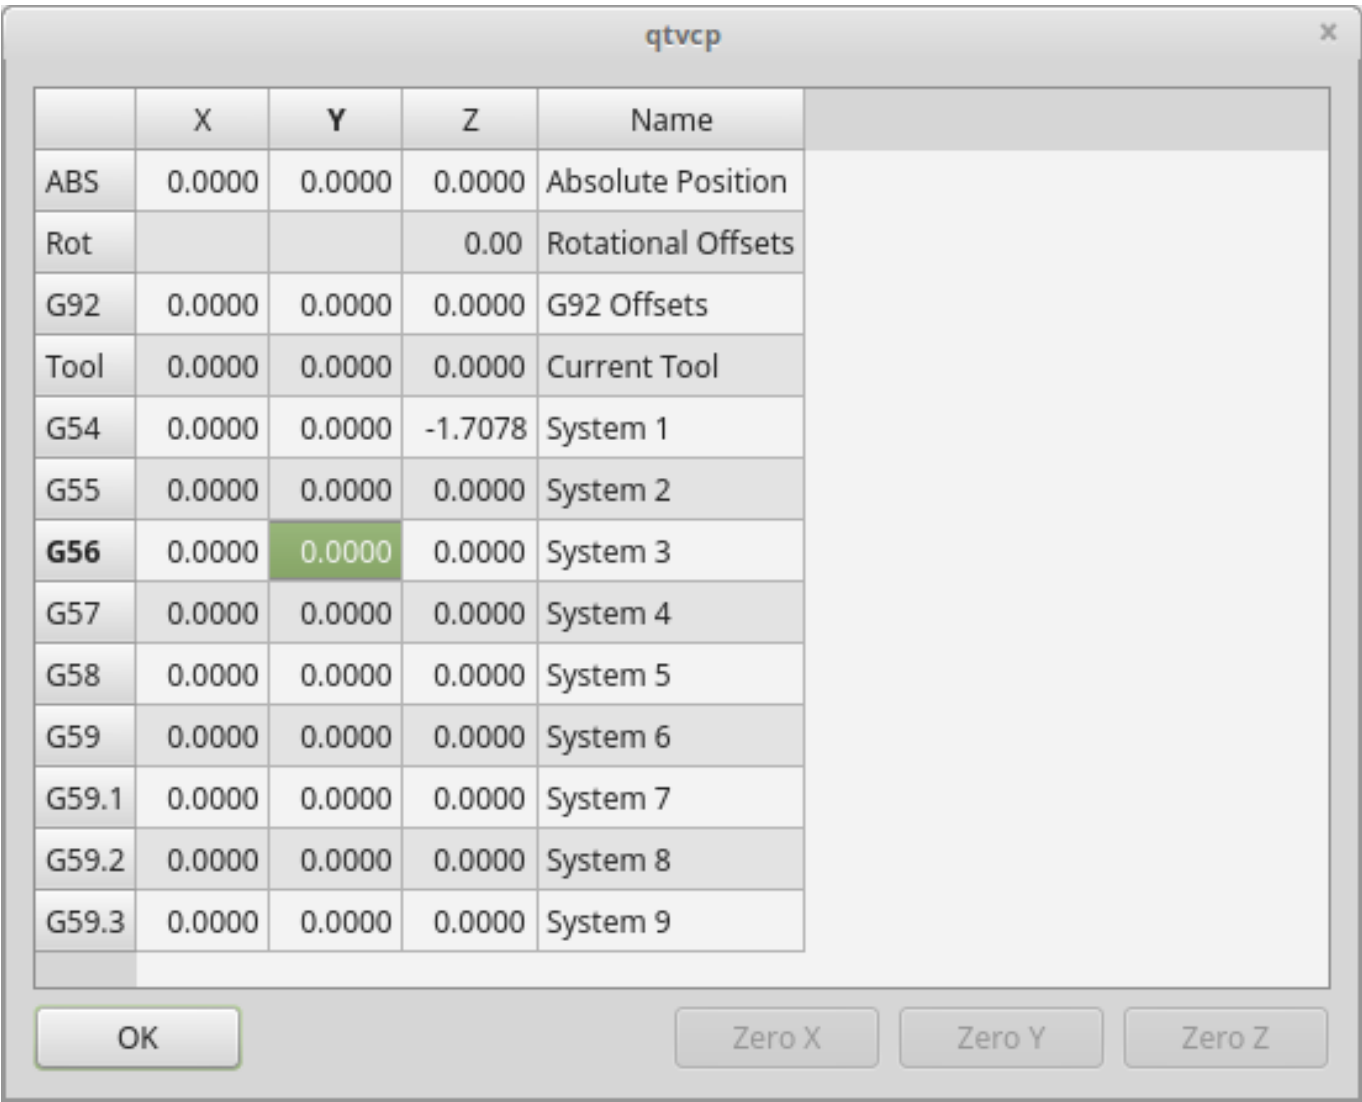 qtvcp ×
X Y Z Name
ABS 0.0000 0.0000 0.0000 Absolute Position
Rot 0.00 Rotational Offsets
G92 0.0000 0.0000 0.0000 G92 Offsets
Tool 0.0000 0.0000 0.0000 Current Tool
G54 0.0000 0.0000 -1.7078 System 1
G55 0.0000 0.0000 0.0000 System 2
G56 0.0000 0.0000 0.0000 System 3
G57 0.0000 0.0000 0.0000 System 4
G58 0.0000 0.0000 0.0000 System 5
G59 0.0000 0.0000 0.0000 System 6
G59.1 0.0000 0.0000 0.0000 System 7
G59.2 0.0000 0.0000 0.0000 System 8
G59.3 0.0000 0.0000 0.0000 System 9
OK Zero X Zero Y Zero Z